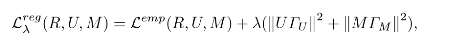 $\mathcal{L}^{reg}_{\lambda}(R, U, M) = \mathcal{L}^{emp}(R, U, M) + \lambda(\|U\Gamma_U\|^2 + \|M\Gamma_M\|^2),$